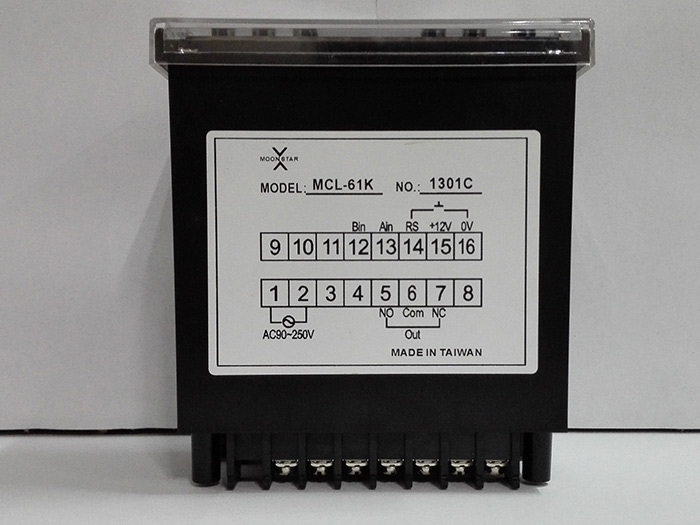 MOONSTAR
MODEL: MCL-61K NO.: 1301C
Bin Ain RS +12V 0V
9 10 11 12 13 14 15 16
1 2 3 4 5 6 7 8
NO Com NC
AC90~250V Out
MADE IN TAIWAN